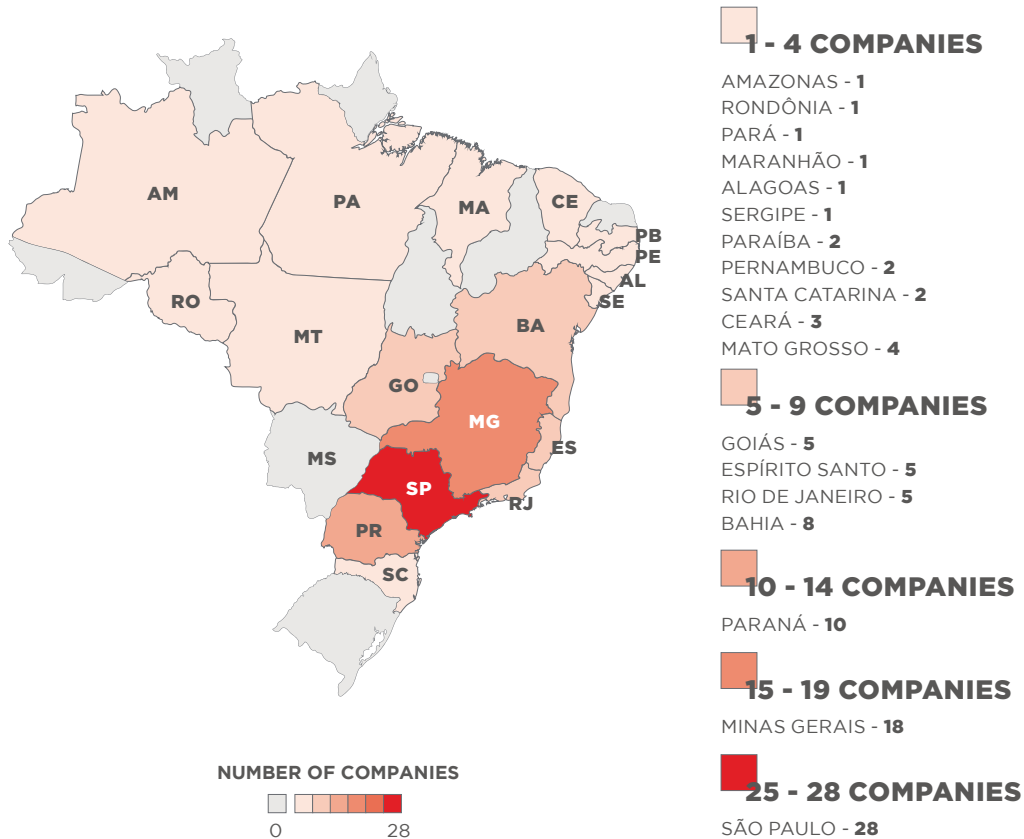 AM
PA
MA
CE
PB
PE
AL
SE
RO
MT
BA
GO
MG
ES
MS
SP
RJ
PR
SC
NUMBER OF COMPANIES
0 28
1 - 4 COMPANIES
AMAZONAS - 1
RONDÔNIA - 1
PARÁ - 1
MARANHÃO - 1
ALAGOAS - 1
SERGIPE - 1
PARAÍBA - 2
PERNAMBUCO - 2
SANTA CATARINA - 2
CEARÁ - 3
MATO GROSSO - 4
5 - 9 COMPANIES
GOIÁS - 5
ESPÍRITO SANTO - 5
RIO DE JANEIRO - 5
BAHIA - 8
10 - 14 COMPANIES
PARANÁ - 10
15 - 19 COMPANIES
MINAS GERAIS - 18
25 - 28 COMPANIES
SÃO PAULO - 28